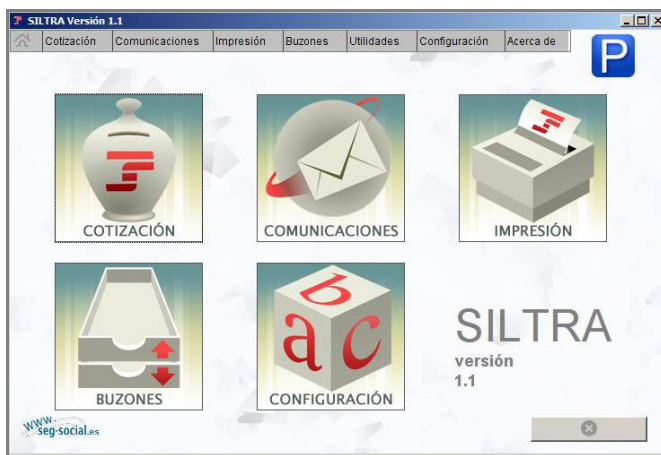 SILTRA Versión 1.1
Cotización Comunicaciones Impresión Buzones Utilidades Configuración Acerca de
P
COTIZACIÓN COMUNICACIONES IMPRESIÓN
b
a c
BUZONES CONFIGURACIÓN
SILTRA
versión
1.1
www.
seg-social.es